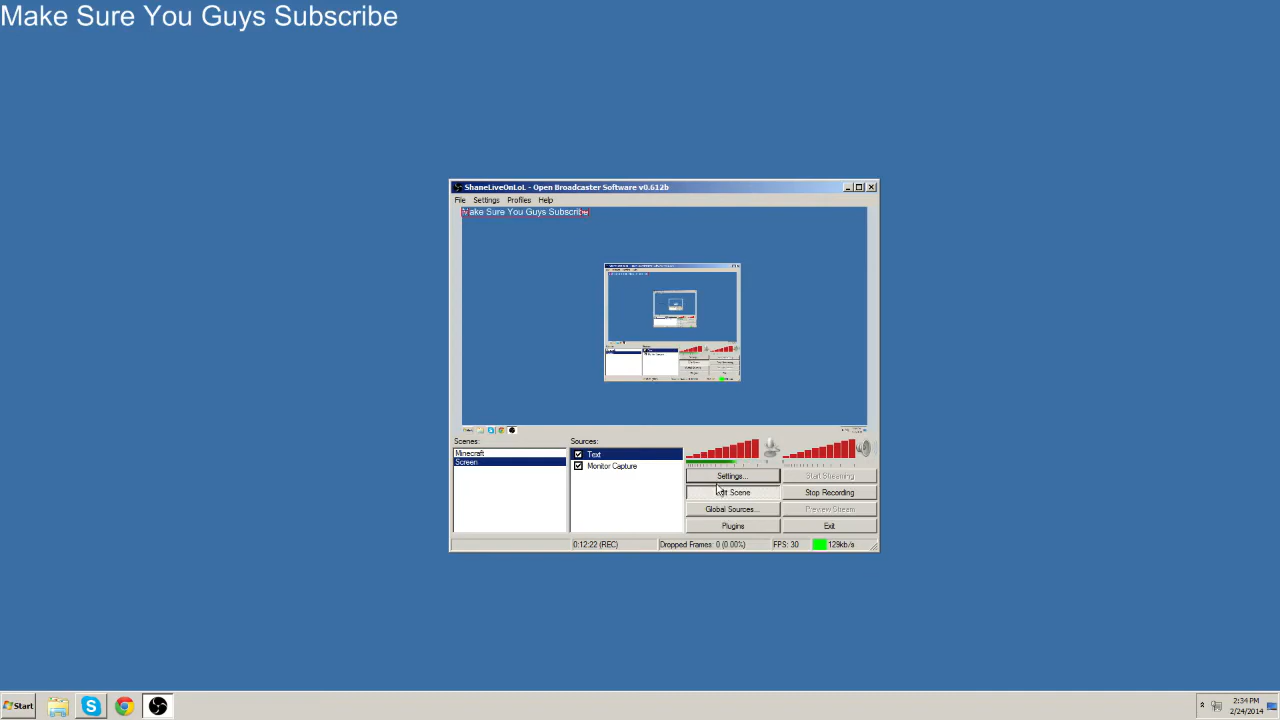 Make Sure You Guys Subscribe
ShaneLiveOnLoL - Open Broadcaster Software v0.612b
File Settings Profiles Help
Make Sure You Guys Subscribe
Scenes:
Minecraft
Screen
Sources:
Text
Monitor Capture
Settings...
Start Streaming
Edit Scene
Stop Recording
Global Sources...
Preview Stream
Plugins
Exit
0:12:22 (REC)
Dropped Frames: 0 (0.00%)
FPS: 30
129kb/s
Start
2:34 PM
2/24/2014